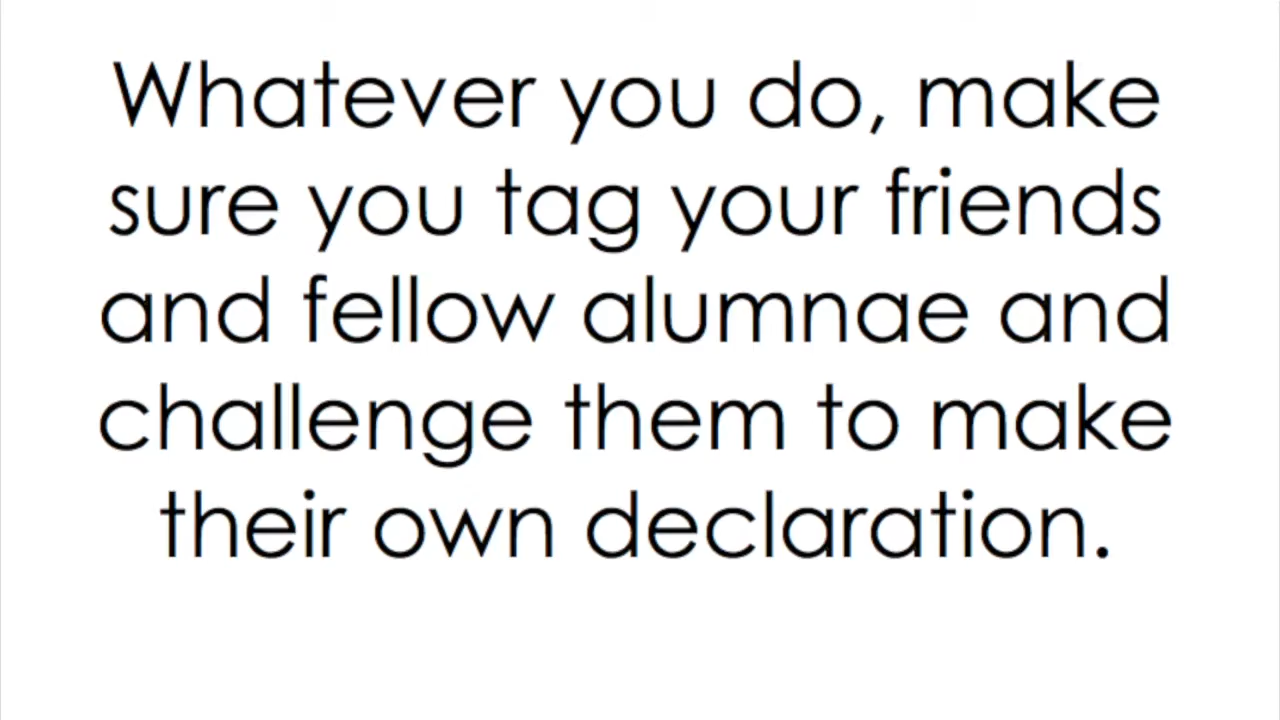 Whatever you do, make
sure you tag your friends
and fellow alumnae and
challenge them to make
their own declaration.